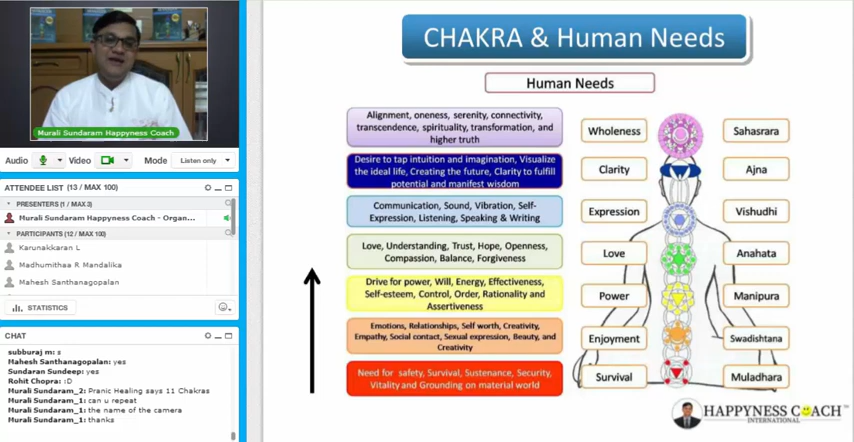 Murali Sundaram Happyness Coach
Audio
Video
Mode
Listen only
ATTENDEE LIST (13 / MAX 100)
PRESENTERS (1 / MAX 3)
Murali Sundaram Happyness Coach - Organ...
PARTICIPANTS (12 / MAX 100)
Karunakkaran L
Madhumithaa R Mandalika
Mahesh Santhanagopalan
STATISTICS
CHAT
subburaj m: s
Mahesh Santhanagopalan: yes
Sundaran Sundeep: yes
Rohit Chopra: :D
Murali Sundaram_2: Pranic Healing says 11 Chakras
Murali Sundaram_1: can u repeat
Murali Sundaram_1: the name of the camera
Murali Sundaram_1: thanks
CHAKRA & Human Needs
Human Needs
Alignment, oneness, serenity, connectivity,
transcendence, spirituality, transformation, and
higher truth
Wholeness
Sahasrara
Desire to tap intuition and imagination, Visualize
the ideal life, Creating the future, Clarity to fulfill
potential and manifest wisdom
Clarity
Ajna
Communication, Sound, Vibration, Self-
Expression, Listening, Speaking & Writing
Expression
Vishudhi
Love, Understanding, Trust, Hope, Openness,
Compassion, Balance, Forgiveness
Love
Anahata
Drive for power, Will, Energy, Effectiveness,
Self-esteem, Control, Order, Rationality and
Assertiveness
Power
Manipura
Emotions, Relationships, Self worth, Creativity,
Empathy, Social contact, Sexual expression, Beauty, and
Creativity
Enjoyment
Swadishtana
Need for safety, Survival, Sustenance, Security,
Vitality and Grounding on material world
Survival
Muladhara
HAPPYNESS COACH™
INTERNATIONAL